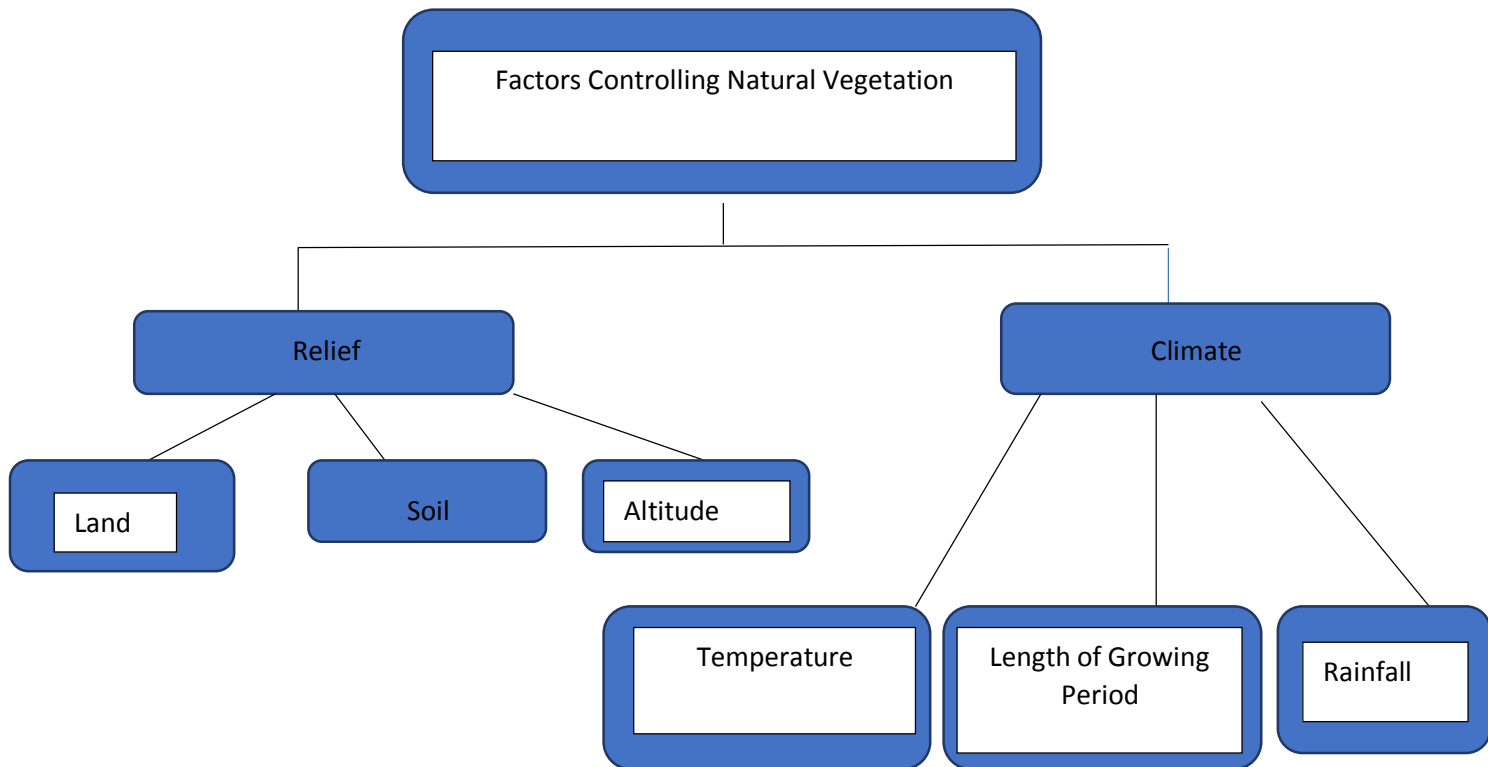 Factors Controlling Natural Vegetation
Relief
Climate
Land
Soil
Altitude
Temperature
Length of Growing
Period
Rainfall